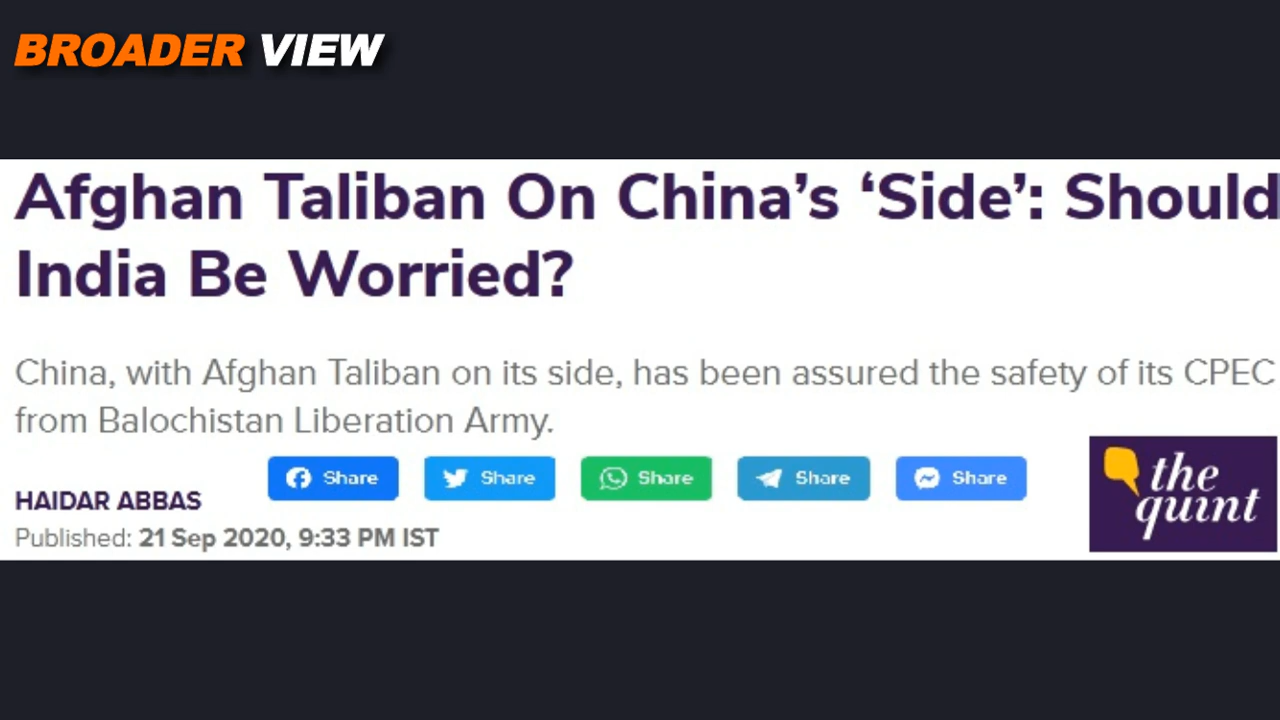 BROADER VIEW
Afghan Taliban On China’s ‘Side’: Should
India Be Worried?
China, with Afghan Taliban on its side, has been assured the safety of its CPEC
from Balochistan Liberation Army.
Share Share Share Share Share
HAIDAR ABBAS
Published: 21 Sep 2020, 9:33 PM IST
the
quint